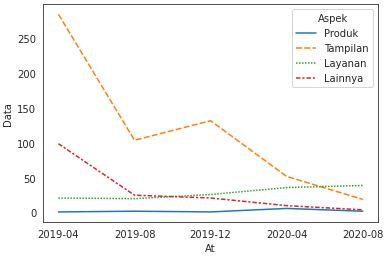 Aspek
Produk
Tampilan
Layanan
Lainnya
250
200
150
100
50
0
Data
2019-04 2019-08 2019-12 2020-04 2020-08
At